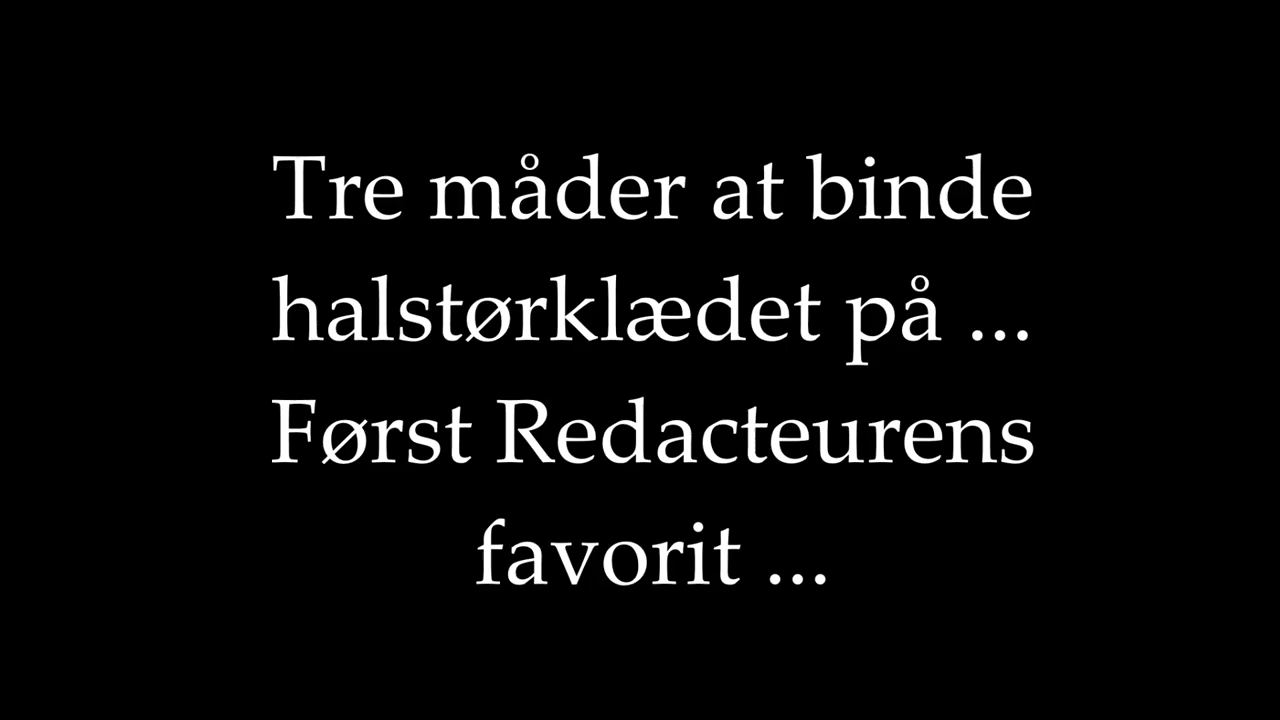 Tre måder at binde
halstørklædet på ...
Først Redacteurens
favorit ...